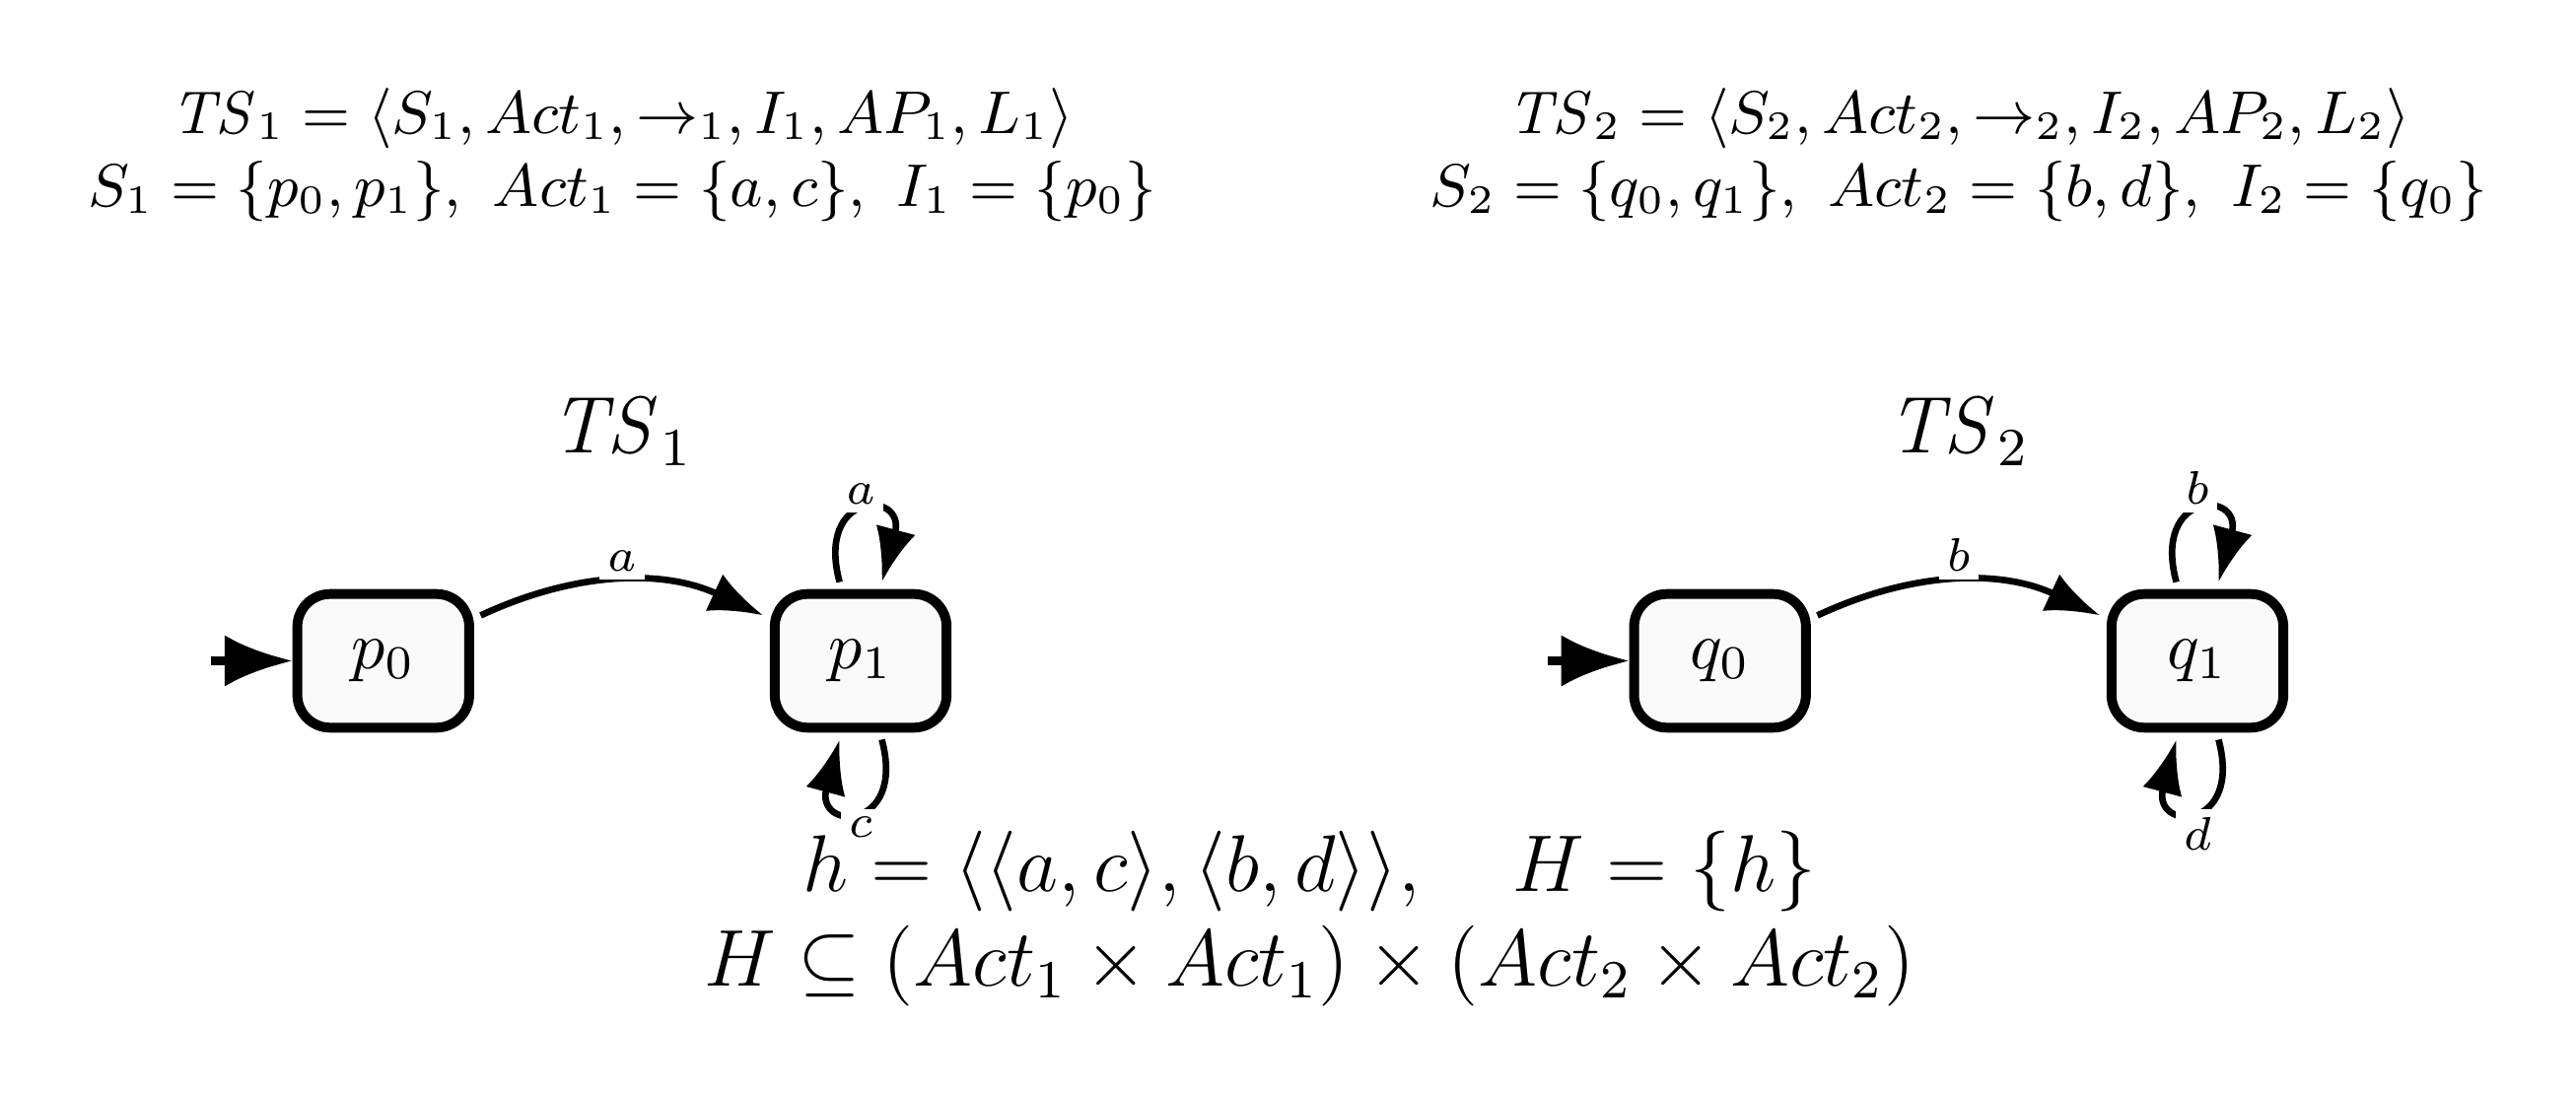 TS₁ = ⟨S₁, Act₁, →₁, I₁, AP₁, L₁⟩
S₁ = {p₀, p₁}, Act₁ = {a, c}, I₁ = {p₀}
TS₂ = ⟨S₂, Act₂, →₂, I₂, AP₂, L₂⟩
S₂ = {q₀, q₁}, Act₂ = {b, d}, I₂ = {q₀}
TS₁
a
a
p₀
p₁
c
TS₂
b
b
q₀
q₁
d
h = ⟨⟨a, c⟩, ⟨b, d⟩⟩, H = {h}
H ⊆ (Act₁ × Act₁) × (Act₂ × Act₂)